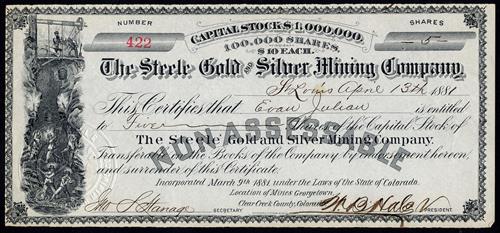 NUMBER
422
CAPITAL STOCK $1,000,000.
100,000 SHARES.
$10 EACH.
SHARES
5
The Steele Gold AND Silver Mining Company
St Louis April 13th 1881
This Certifies that Evan Julian is entitled
to Five Shares of the Capital Stock of
NON ASSESSABLE
The Steele Gold and Silver Mining Company.
Transferable on the Books of the Company by endorsement hereon,
and surrender of this Certificate.
Incorporated March 9th 1881 under the Laws of the State of Colorado.
Location of Mines Georgetown,
Clear Creek County, Colorado.
SECRETARY
PRESIDENT